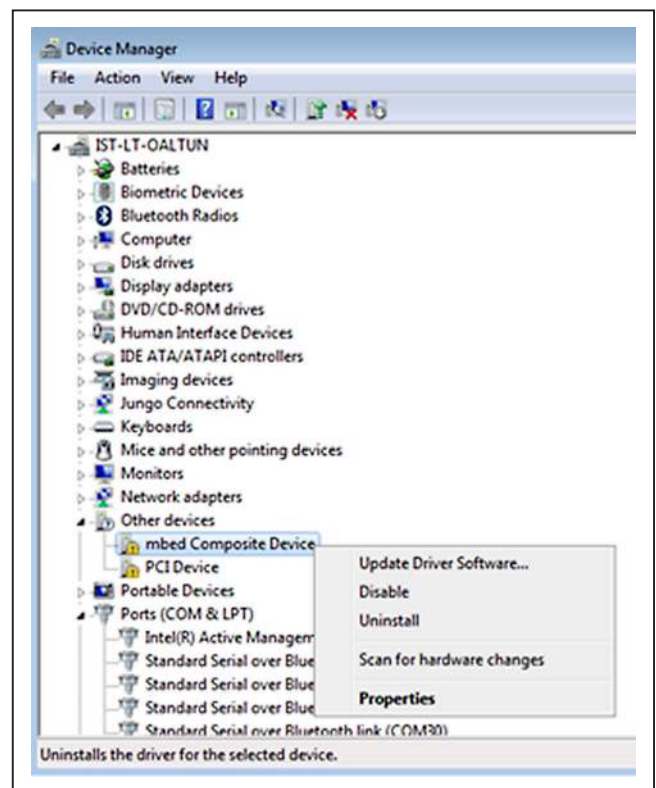 Device Manager
File Action View Help
IST-LT-OALTUN
Batteries
Biometric Devices
Bluetooth Radios
Computer
Disk drives
Display adapters
DVD/CD-ROM drives
Human Interface Devices
IDE ATA/ATAPI controllers
Imaging devices
Jungo Connectivity
Keyboards
Mice and other pointing devices
Monitors
Network adapters
Other devices
mbed Composite Device
PCI Device
Portable Devices
Ports (COM & LPT)
Intel(R) Active Managem
Standard Serial over Blue
Standard Serial over Blue
Standard Serial over Blue
Standard Serial over Bluetooth link (COM30)
Update Driver Software...
Disable
Uninstall
Scan for hardware changes
Properties
Uninstalls the driver for the selected device.